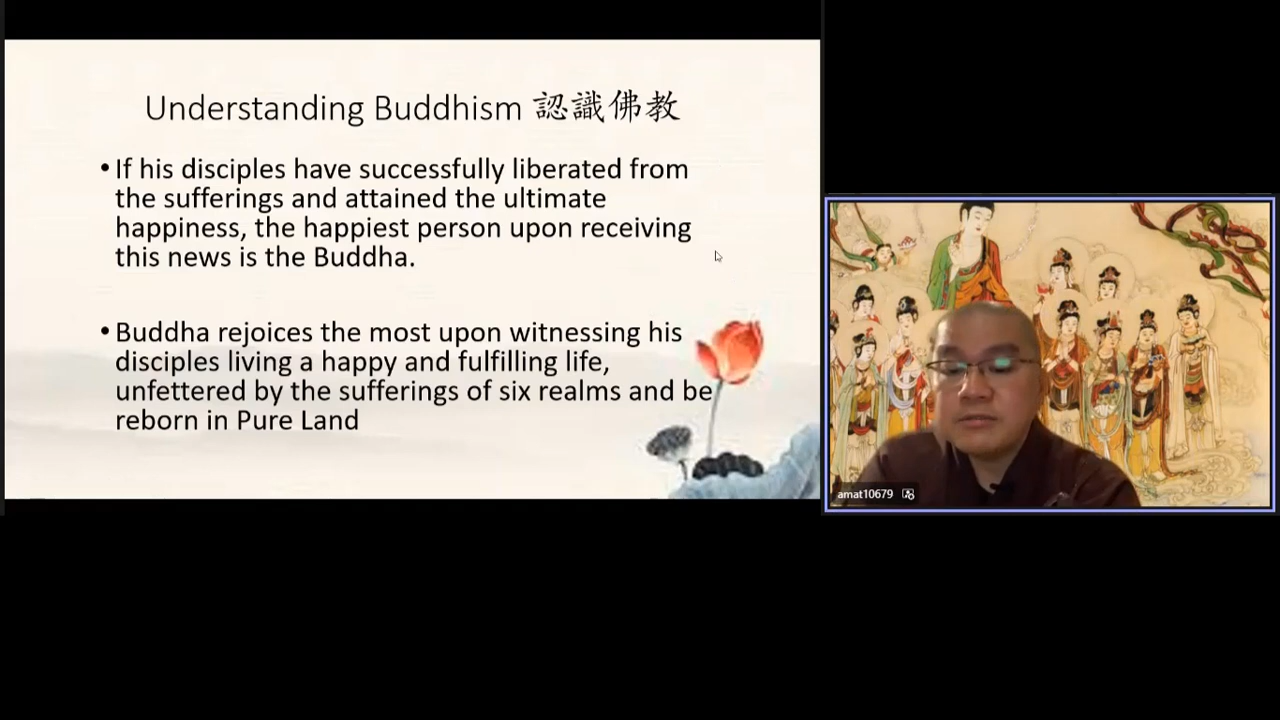 Understanding Buddhism 認識佛教
•If his disciples have successfully liberated from
the sufferings and attained the ultimate
happiness, the happiest person upon receiving
this news is the Buddha.
•Buddha rejoices the most upon witnessing his
disciples living a happy and fulfilling life,
unfettered by the sufferings of six realms and be
reborn in Pure Land
amat10679